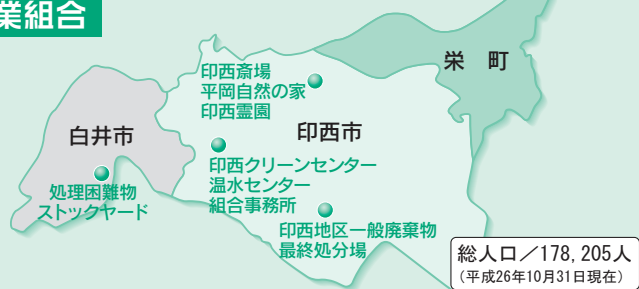 業組合
栄町
印西斎場
平岡自然の家
印西霊園
印西市
白井市
印西クリーンセンター
温水センター
組合事務所
処理困難物
ストックヤード
印西地区一般廃棄物
最終処分場
総人口／178,205人
（平成26年10月31日現在）